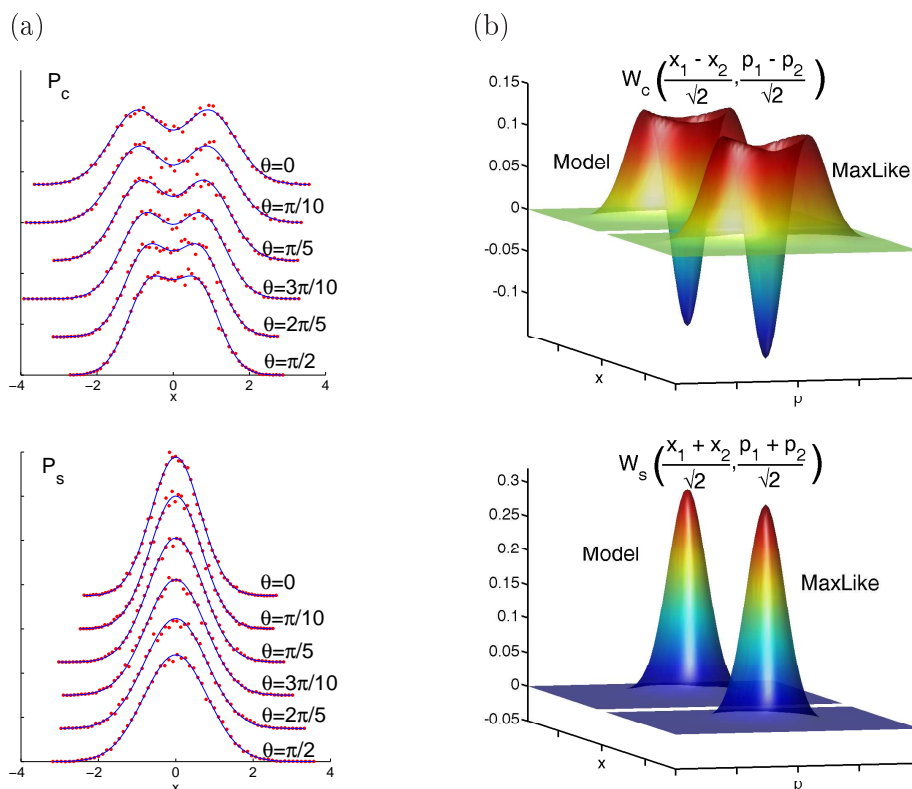 (a)
P_c
θ=0
θ=π/10
θ=π/5
θ=3π/10
θ=2π/5
θ=π/2
−4 −2 0 2 4
x
P_s
θ=0
θ=π/10
θ=π/5
θ=3π/10
θ=2π/5
θ=π/2
−4 −2 0 2 4
x
(b)
W_c ( (x_1 - x_2)/√2 , (p_1 - p_2)/√2 )
0.15
0.1
0.05
0
-0.05
-0.1
Model
MaxLike
x
p
W_s ( (x_1 + x_2)/√2 , (p_1 + p_2)/√2 )
0.3
0.25
0.2
0.15
0.1
0.05
0
-0.05
Model
MaxLike
x
p